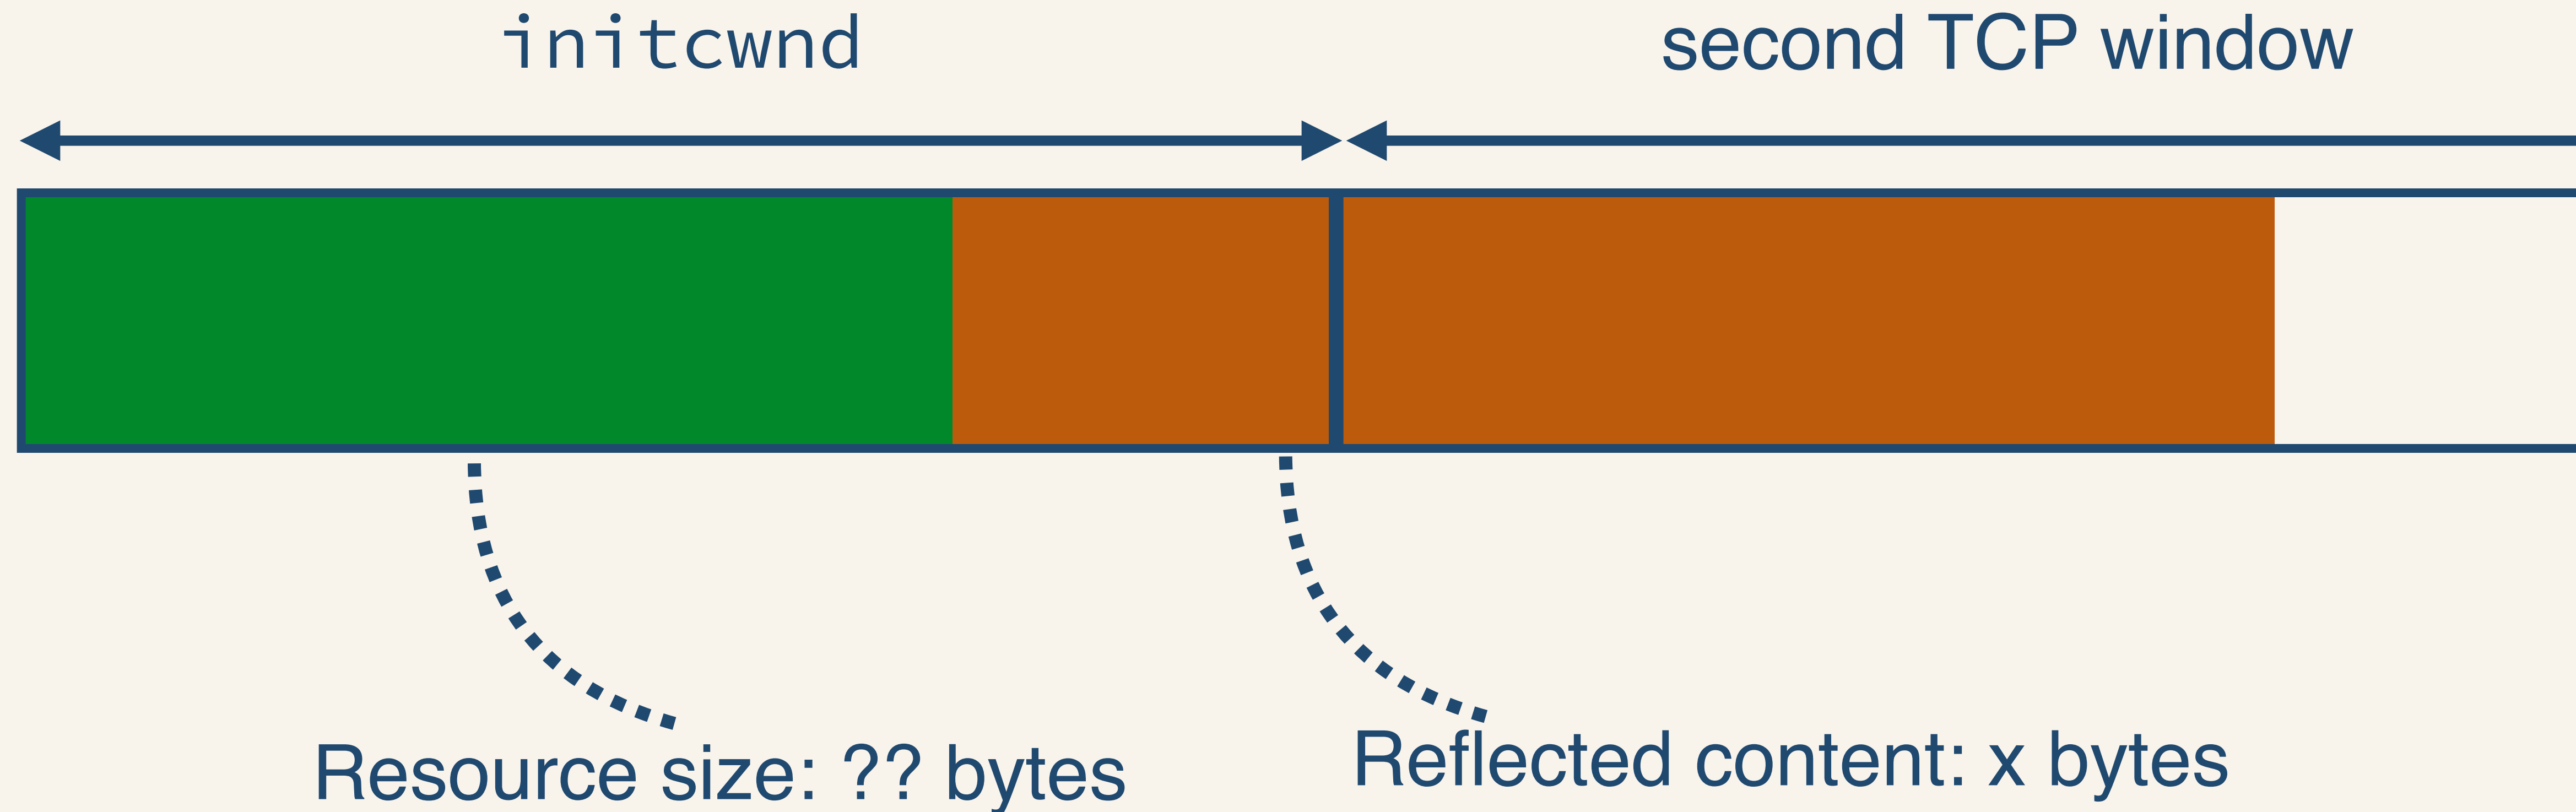 initcwnd
second TCP window
Resource size: ?? bytes
Reflected content: x bytes